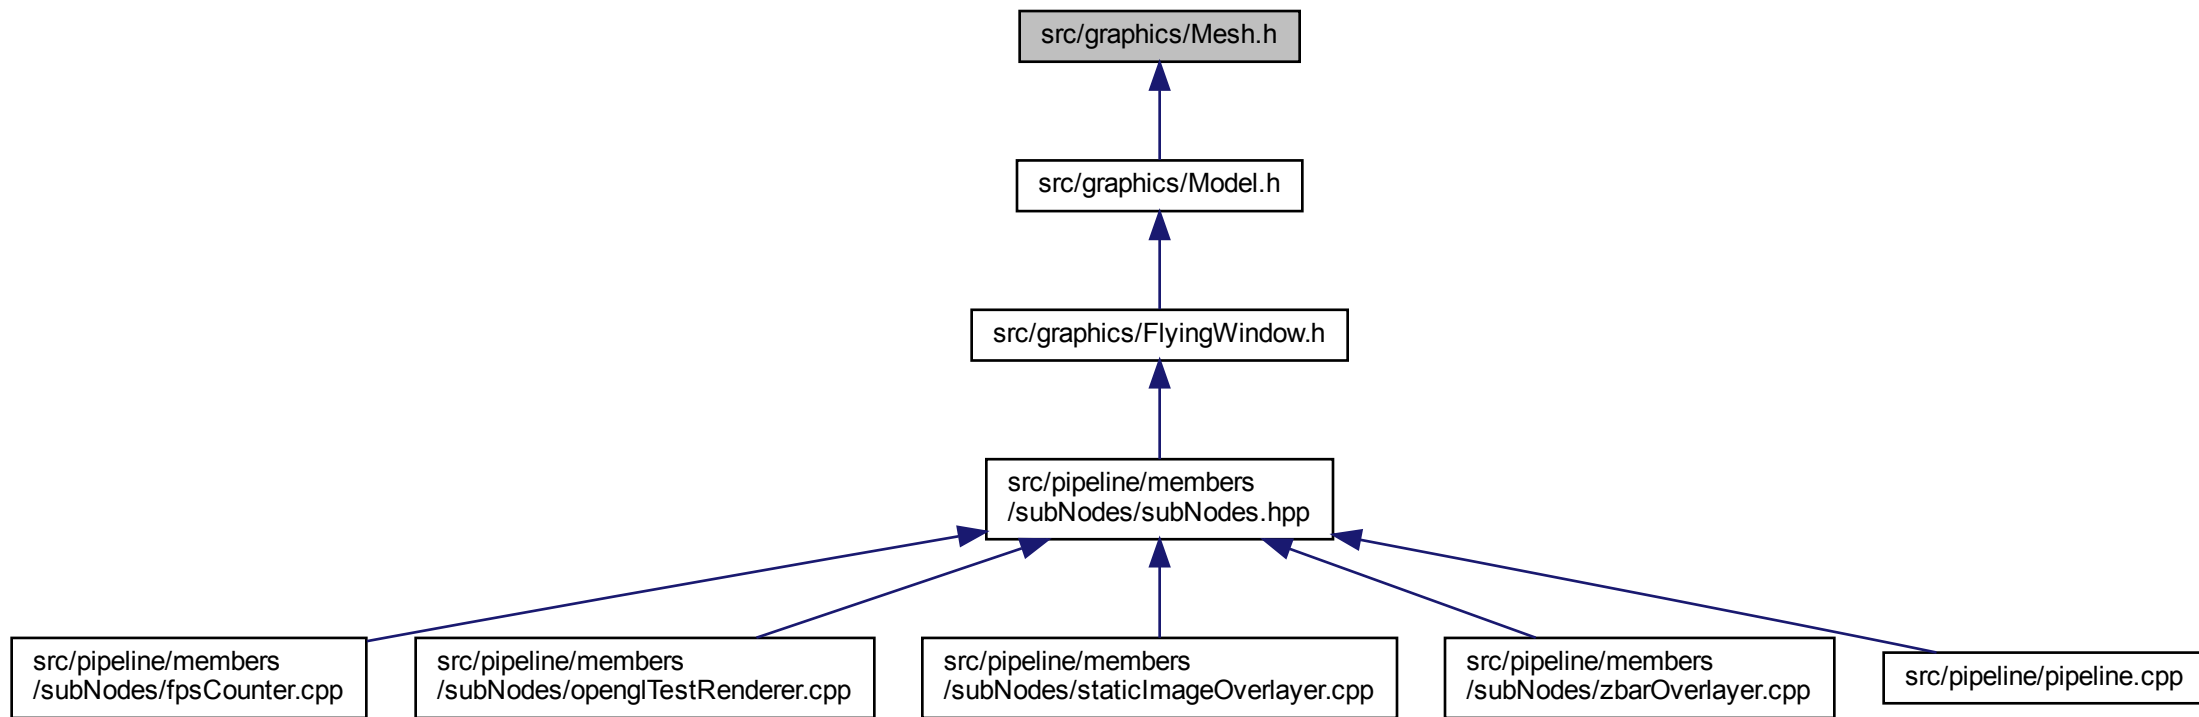 src/graphics/Mesh.h
src/graphics/Model.h
src/graphics/FlyingWindow.h
src/pipeline/members
/subNodes/subNodes.hpp
src/pipeline/members
/subNodes/fpsCounter.cpp
src/pipeline/members
/subNodes/openglTestRenderer.cpp
src/pipeline/members
/subNodes/staticImageOverlayer.cpp
src/pipeline/members
/subNodes/zbarOverlayer.cpp
src/pipeline/pipeline.cpp